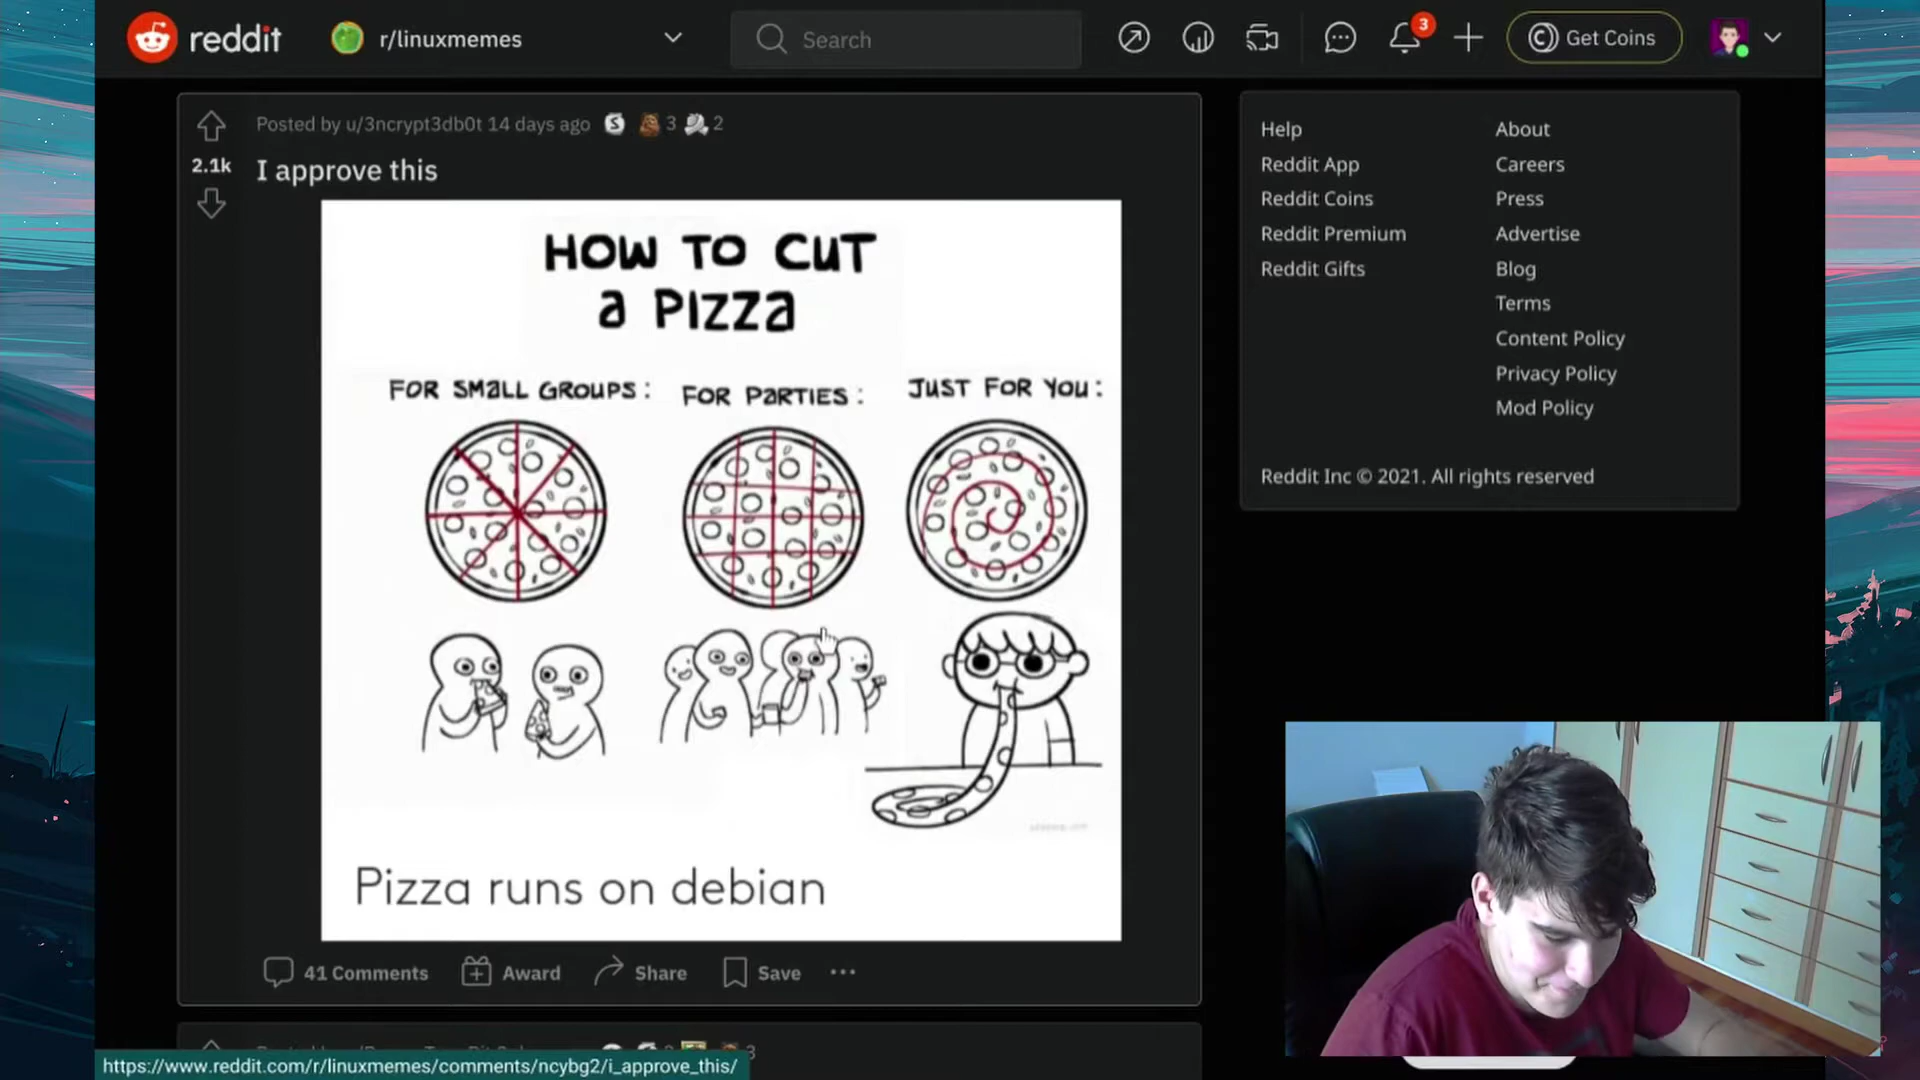 reddit
r/linuxmemes
Search
3
Get Coins
Posted by u/3ncrypt3db0t 14 days ago
3
2
2.1k
I approve this
HOW TO CUT
a PIZZa
FOR SMaLL GROUPS:
FOR PaRTIES:
JUST FOR YOU:
Pizza runs on debian
41 Comments
Award
Share
Save
3
https://www.reddit.com/r/linuxmemes/comments/ncybg2/i_approve_this/
Help
Reddit App
Reddit Coins
Reddit Premium
Reddit Gifts
About
Careers
Press
Advertise
Blog
Terms
Content Policy
Privacy Policy
Mod Policy
Reddit Inc © 2021. All rights reserved